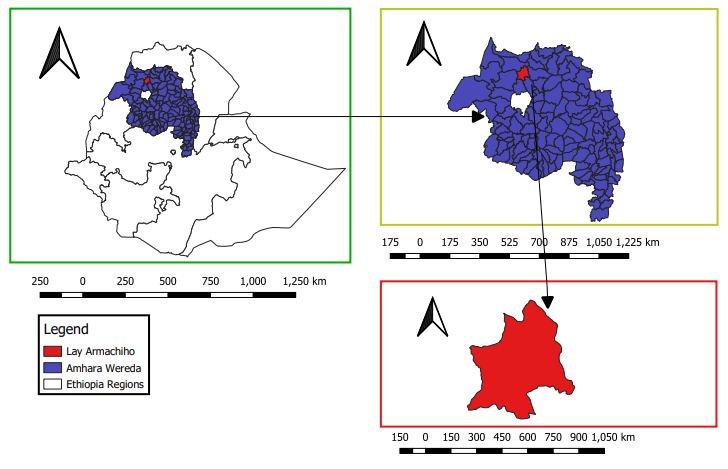 175 0 175 350 525 700 875 1,050 1,225 km
250 0 250 500 750 1,000 1,250 km
Legend
Lay Armachiho
Amhara Wereda
Ethiopia Regions
150 0 150 300 450 600 750 900 1,050 km